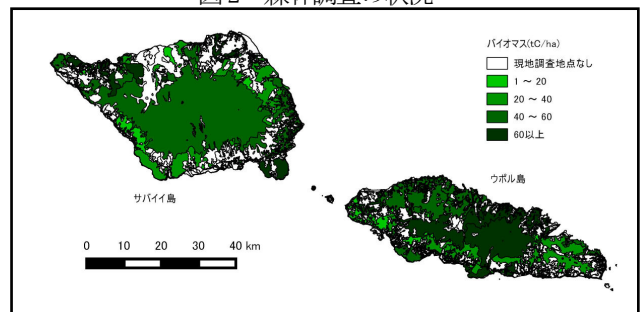 バイオマス(tC/ha)
現地調査地点なし
1 ～ 20
20 ～ 40
40 ～ 60
60以上
サバイイ島
ウポル島
0 10 20 30 40 km